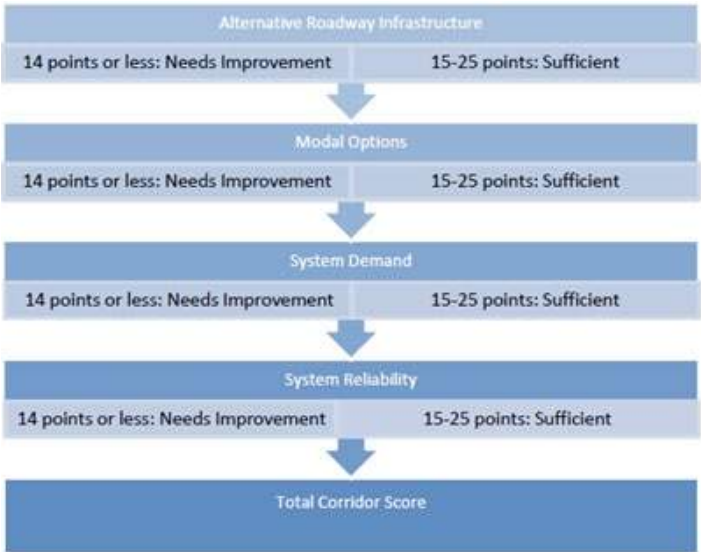 Alternative Roadway Infrastructure
14 points or less: Needs Improvement 15-25 points: Sufficient
Modal Options
14 points or less: Needs Improvement 15-25 points: Sufficient
System Demand
14 points or less: Needs Improvement 15-25 points: Sufficient
System Reliability
14 points or less: Needs Improvement 15-25 points: Sufficient
Total Corridor Score